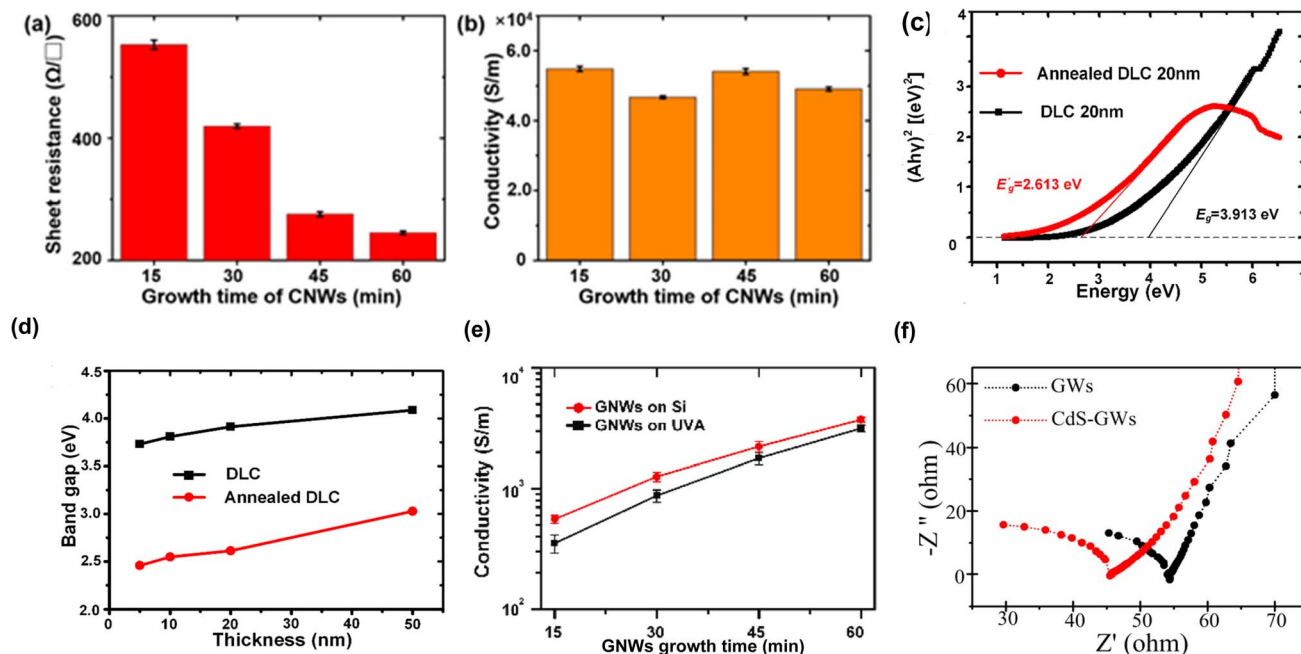 (a)
600
400
200
Sheet resistance (Ω/□)
15 30 45 60
Growth time of CNWs (min)
(b)
×10⁴
6.0
4.0
2.0
0
Conductivity (S/m)
15 30 45 60
Growth time of CNWs (min)
(c)
4
3
2
1
0
(Ahγ)² [(eV)²]
Annealed DLC 20nm
DLC 20nm
E'g=2.613 eV
Eg=3.913 eV
1 2 3 4 5 6 7
Energy (eV)
(d)
4.5
4.0
3.75
3.0
2.5
2.0
Band gap (eV)
DLC
Annealed DLC
0 10 20 30 40 50
Thickness (nm)
(e)
10⁴
10³
10²
Conductivity (S/m)
GNWs on Si
GNWs on UVA
15 30 45 60
GNWs growth time (min)
(f)
60
40
20
0
-Z'' (ohm)
GWs
CdS-GWs
30 40 50 60 70
Z' (ohm)